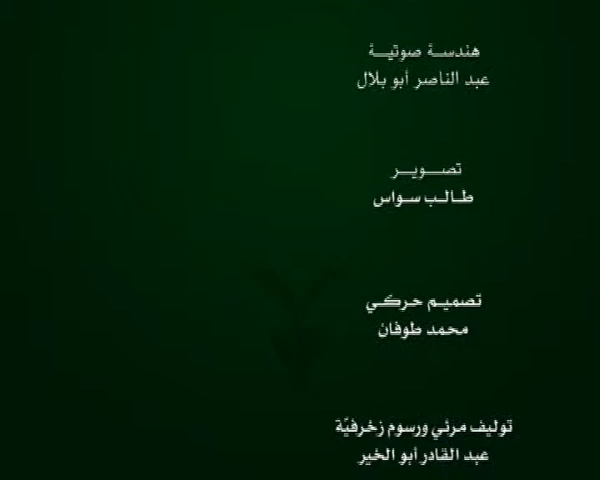 هندسة صوتية
عبد الناصر أبو بلال
تصوير
طالب سواس
تصميم حركي
محمد طوفان
توليف مرئي ورسوم زخرفيّة
عبد القادر أبو الخير